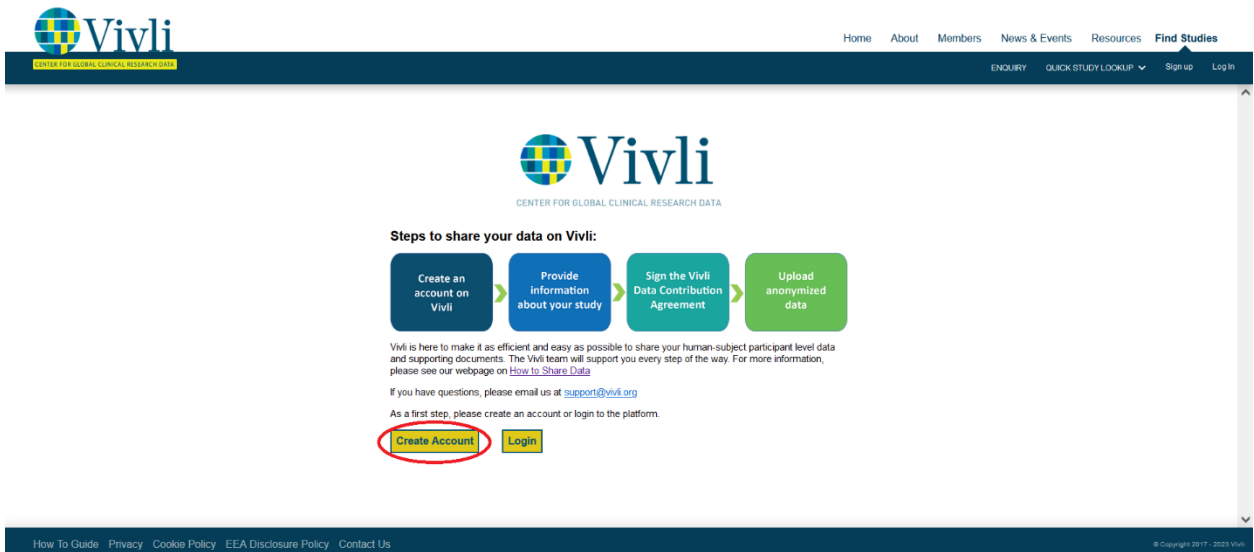 Vivli
CENTER FOR GLOBAL CLINICAL RESEARCH DATA
Home About Members News & Events Resources Find Studies
ENQUIRY QUICK STUDY LOOKUP Sign up Log In
Vivli
CENTER FOR GLOBAL CLINICAL RESEARCH DATA
Steps to share your data on Vivli:
Create an
account on
Vivli
Provide
information
about your study
Sign the Vivli
Data Contribution
Agreement
Upload
anonymized
data
Vivli is here to make it as efficient and easy as possible to share your human-subject participant level data
and supporting documents. The Vivli team will support you every step of the way. For more information,
please see our webpage on How to Share Data
If you have questions, please email us at support@vivli.org
As a first step, please create an account or login to the platform.
Create Account Login
How To Guide Privacy Cookie Policy EEA Disclosure Policy Contact Us
© Copyright 2017 - 2023 Vivli